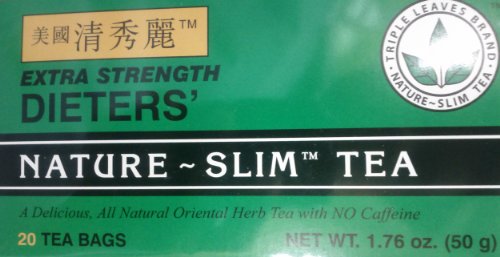 美國清秀麗™
EXTRA STRENGTH
DIETERS'
TRIPLE LEAVES BRAND
NATURE~SLIM TEA
NATURE ~ SLIM™ TEA
A Delicious, All Natural Oriental Herb Tea with NO Caffeine
20 TEA BAGS
NET WT. 1.76 oz. (50 g)